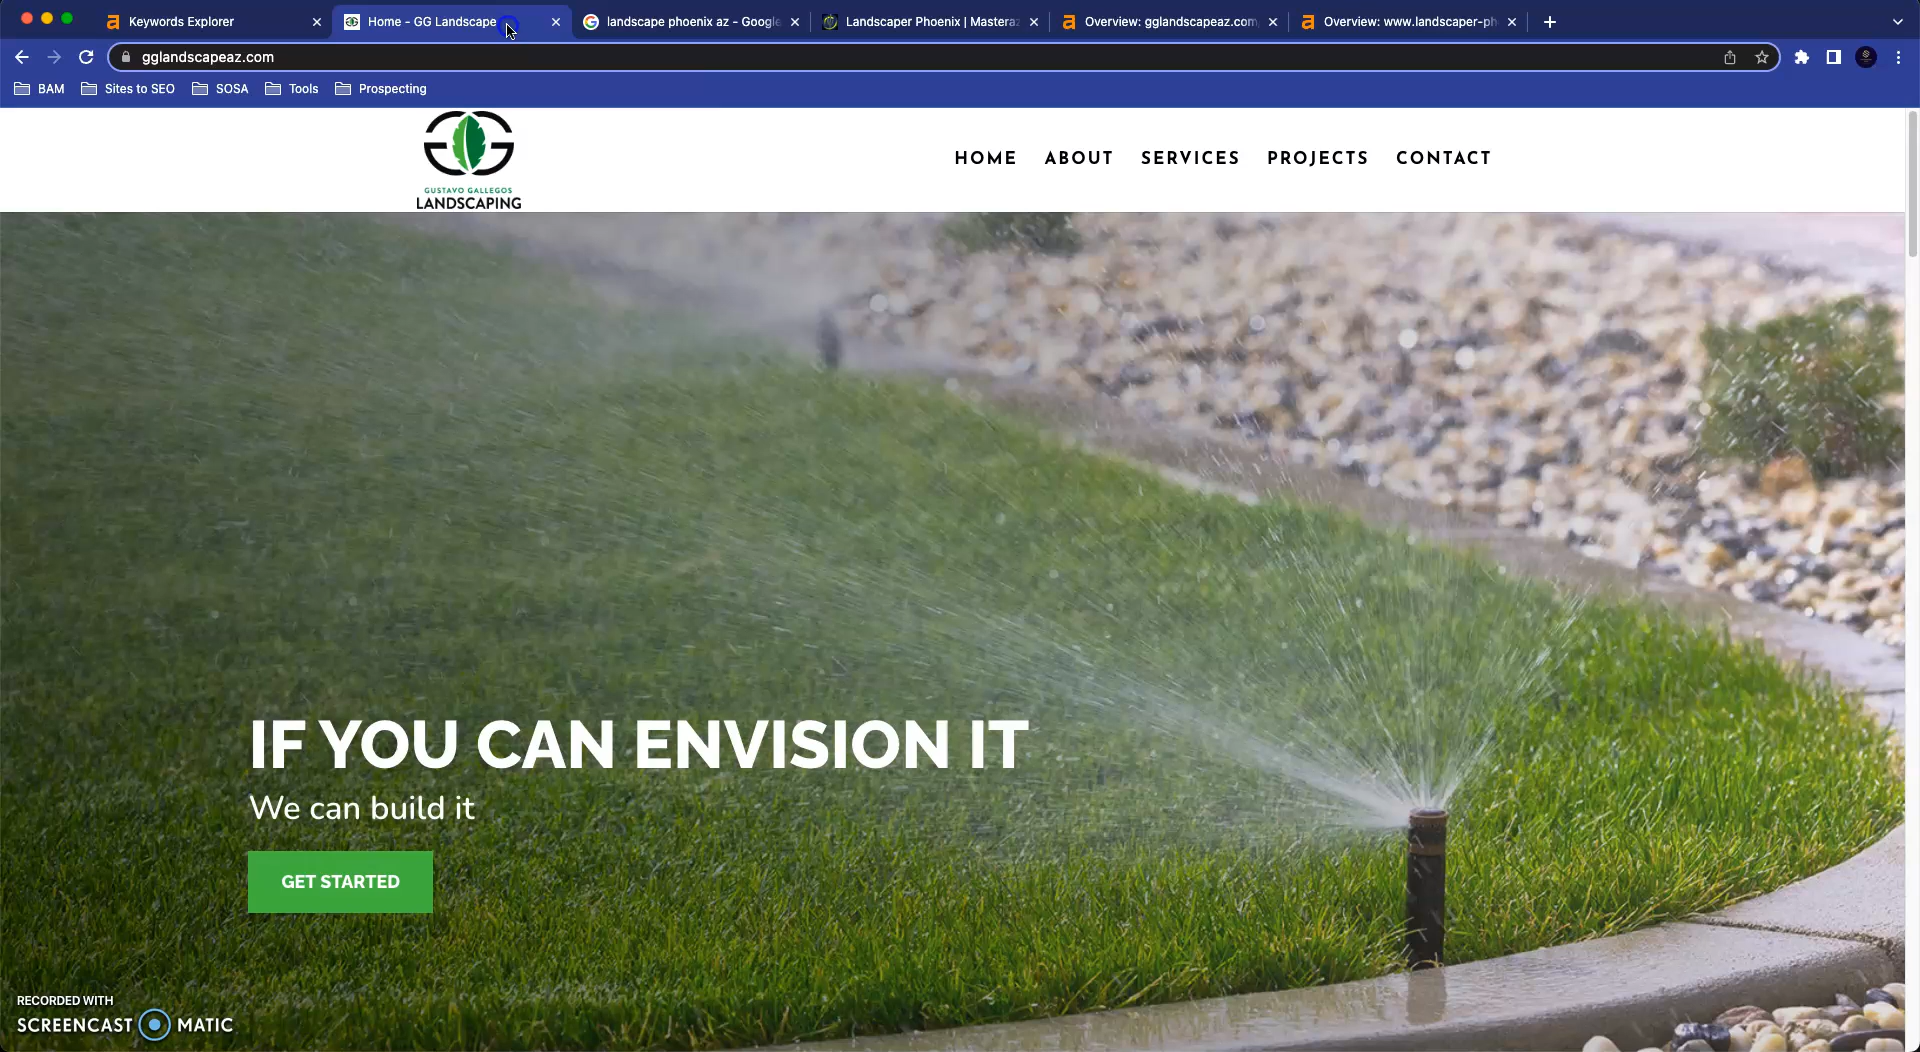 Keywords Explorer
Home - GG Landscape
landscape phoenix az - Google
Landscaper Phoenix | Masteraz
Overview: gglandscapeaz.com
Overview: www.landscaper-ph
gglandscapeaz.com
BAM
Sites to SEO
SOSA
Tools
Prospecting
GUSTAVO GALLEGOS
LANDSCAPING
HOME
ABOUT
SERVICES
PROJECTS
CONTACT
IF YOU CAN ENVISION IT
We can build it
GET STARTED
RECORDED WITH
SCREENCAST MATIC